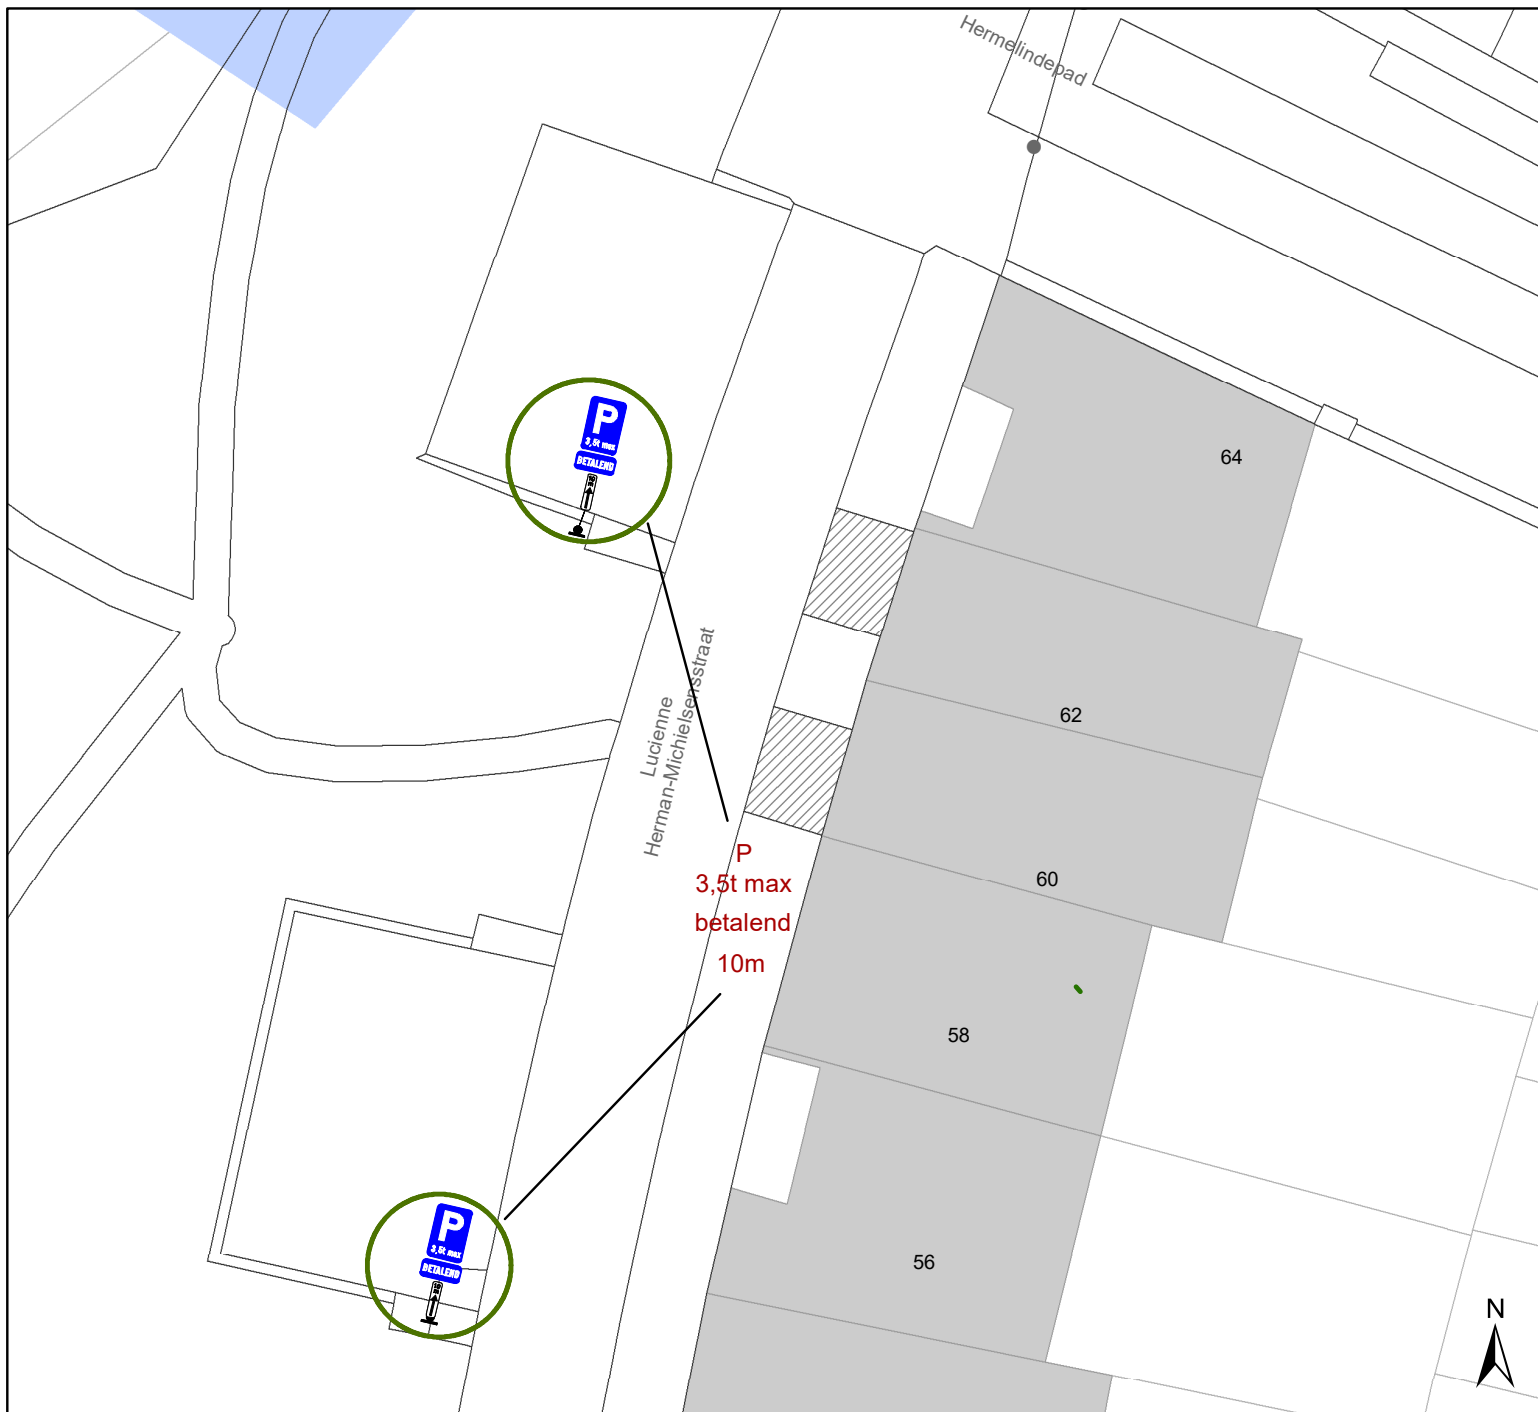 Hermelindepad
64
P
3,5t max
BETALEND
62
Lucienne
Herman-Michielsensstraat
P
3,5t max
betalend
10m
60
58
P
3,5t max
BETALEND
56
N